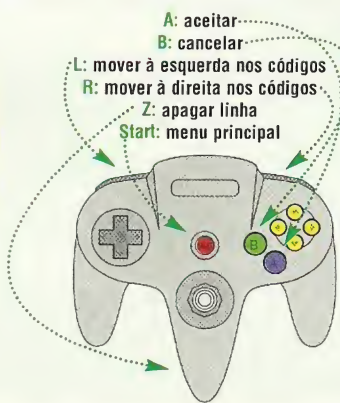 A: aceitar
B: cancelar
L: mover à esquerda nos códigos
R: mover à direita nos códigos
Z: apagar linha
Start: menu principal
B